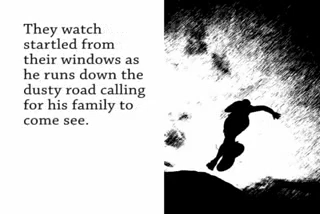 They watch
startled from
their windows as
he runs down the
dusty road calling
for his family to
come see.